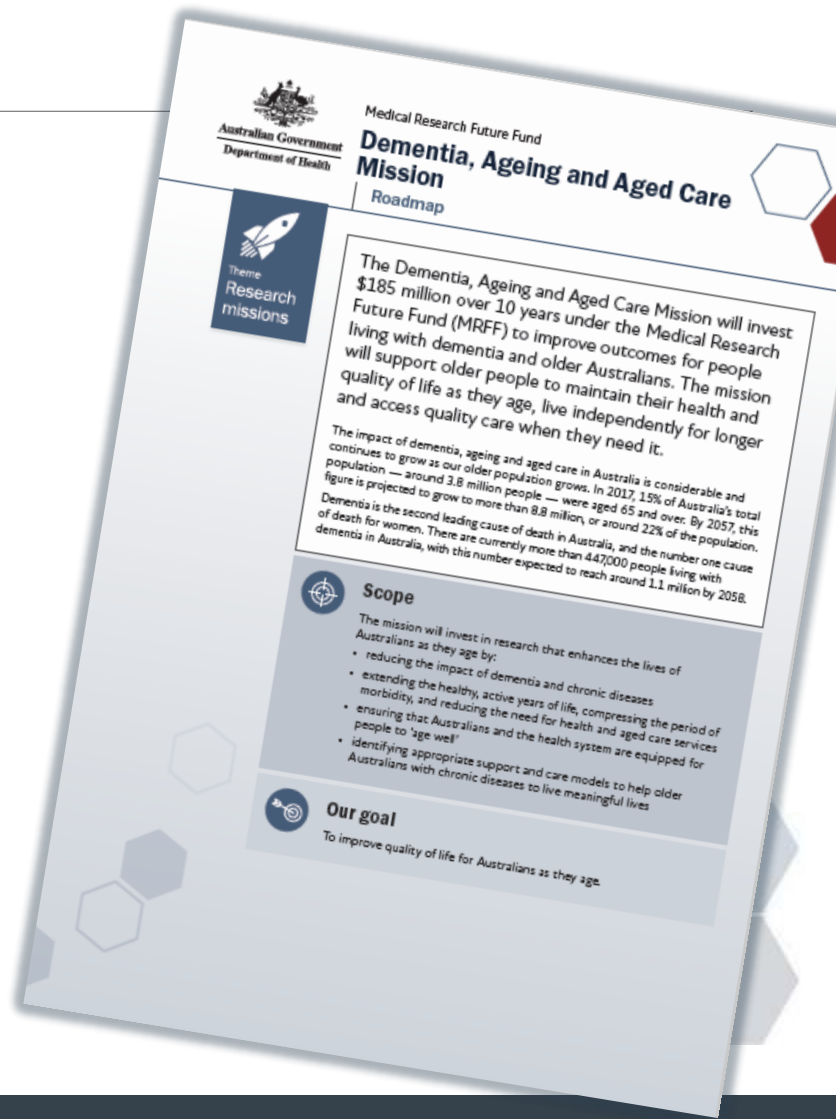 Australian Government
Department of Health
Medical Research Future Fund
Dementia, Ageing and Aged Care
Mission
Roadmap
Theme
Research
missions
The Dementia, Ageing and Aged Care Mission will invest
$185 million over 10 years under the Medical Research
Future Fund (MRFF) to improve outcomes for people
living with dementia and older Australians. The mission
will support older people to maintain their health and
quality of life as they age, live independently for longer
and access quality care when they need it.
The impact of dementia, ageing and aged care in Australia is considerable and
continues to grow as our older population grows. In 2017, 15% of Australia's total
population — around 3.8 million people — were aged 65 and over. By 2057, this
figure is projected to grow to more than 8.8 million, or around 22% of the population.
Dementia is the second leading cause of death in Australia, and the number one cause
of death for women. There are currently more than 447,000 people living with
dementia in Australia, with this number expected to reach around 1.1 million by 2058.
Scope
The mission will invest in research that enhances the lives of
Australians as they age by:
• reducing the impact of dementia and chronic diseases
• extending the healthy, active years of life, compressing the period of
morbidity, and reducing the need for health and aged care services
• ensuring that Australians and the health system are equipped for
people to 'age well'
• identifying appropriate support and care models to help older
Australians with chronic diseases to live meaningful lives
Our goal
To improve quality of life for Australians as they age.